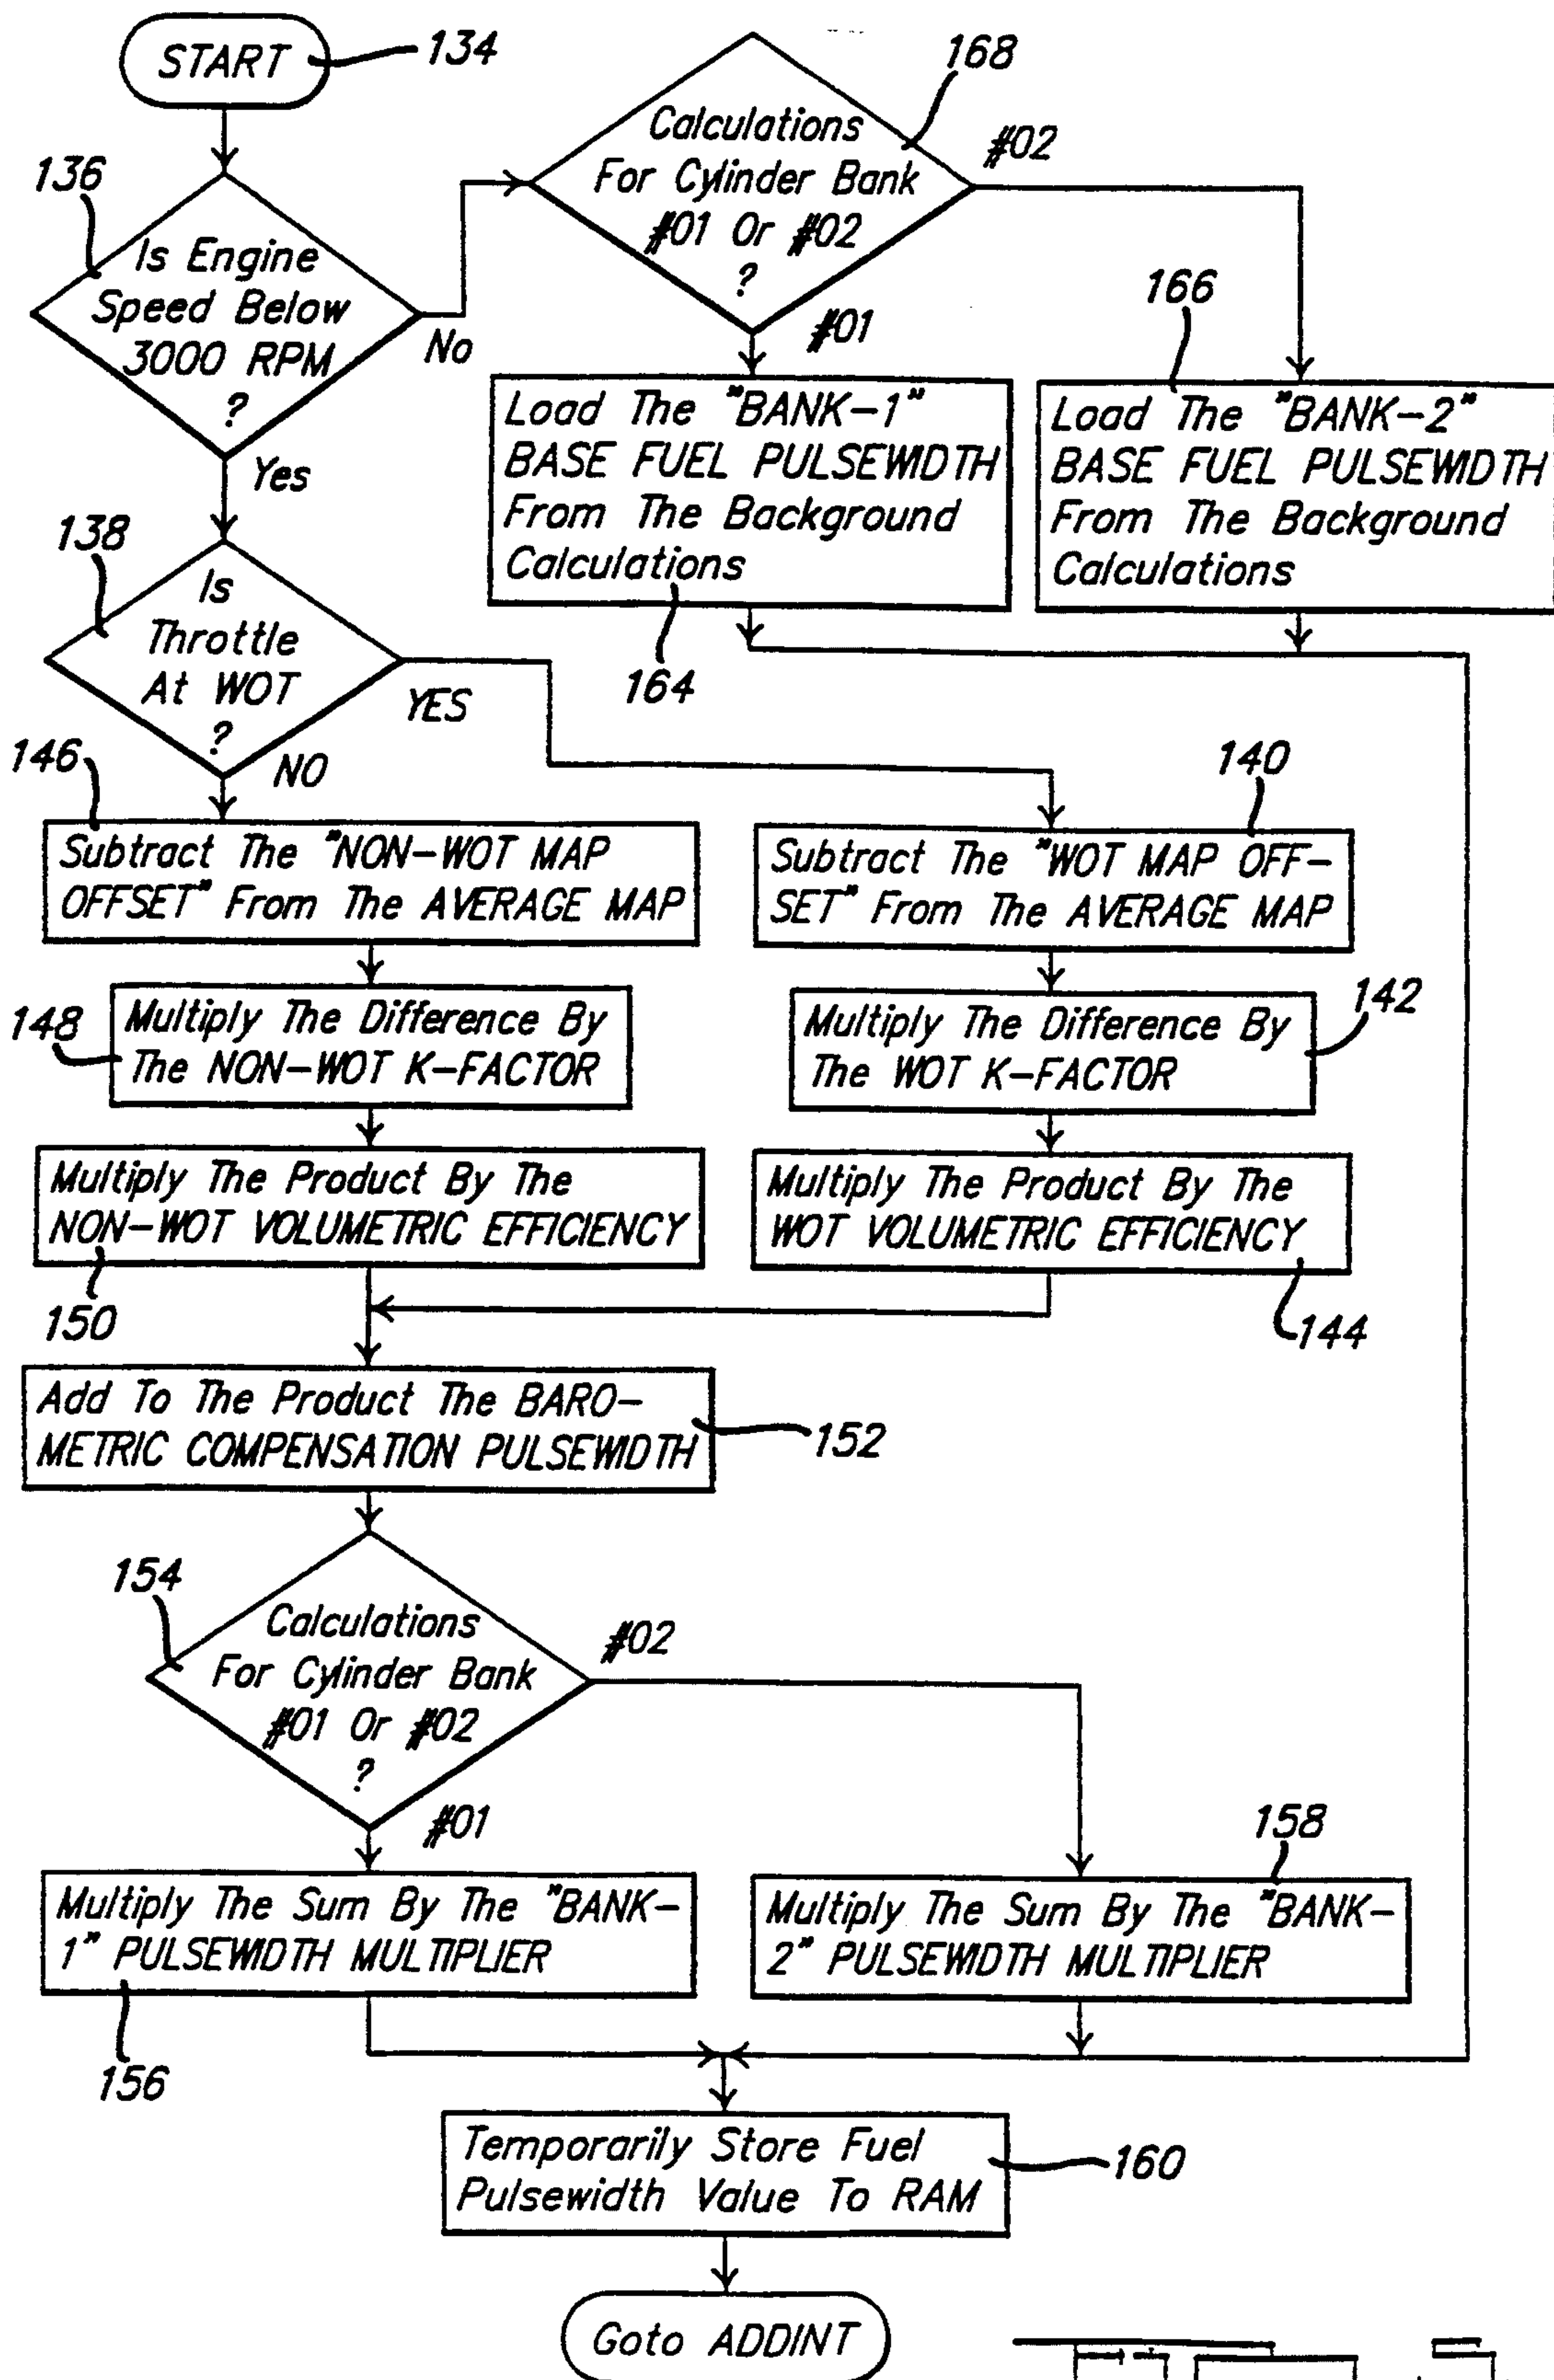 START
134
168
Calculations
For Cylinder Bank
#01 Or #02
?
#02
#01
136
Is Engine
Speed Below
3000 RPM
?
No
Yes
166
Load The "BANK-1"
BASE FUEL PULSEWIDTH
From The Background
Calculations
164
Load The "BANK-2"
BASE FUEL PULSEWIDTH
From The Background
Calculations
138
Is
Throttle
At WOT
?
YES
NO
146
140
Subtract The "NON-WOT MAP
OFFSET" From The AVERAGE MAP
Subtract The "WOT MAP OFF-
SET" From The AVERAGE MAP
148
Multiply The Difference By
The NON-WOT K-FACTOR
Multiply The Difference By
The WOT K-FACTOR
142
Multiply The Product By The
NON-WOT VOLUMETRIC EFFICIENCY
150
Multiply The Product By The
WOT VOLUMETRIC EFFICIENCY
144
Add To The Product The BARO-
METRIC COMPENSATION PULSEWIDTH
152
154
Calculations
For Cylinder Bank
#01 Or #02
?
#02
#01
158
Multiply The Sum By The "BANK-
1" PULSEWIDTH MULTIPLIER
156
Multiply The Sum By The "BANK-
2" PULSEWIDTH MULTIPLIER
Temporarily Store Fuel
Pulsewidth Value To RAM
160
Goto ADDINT